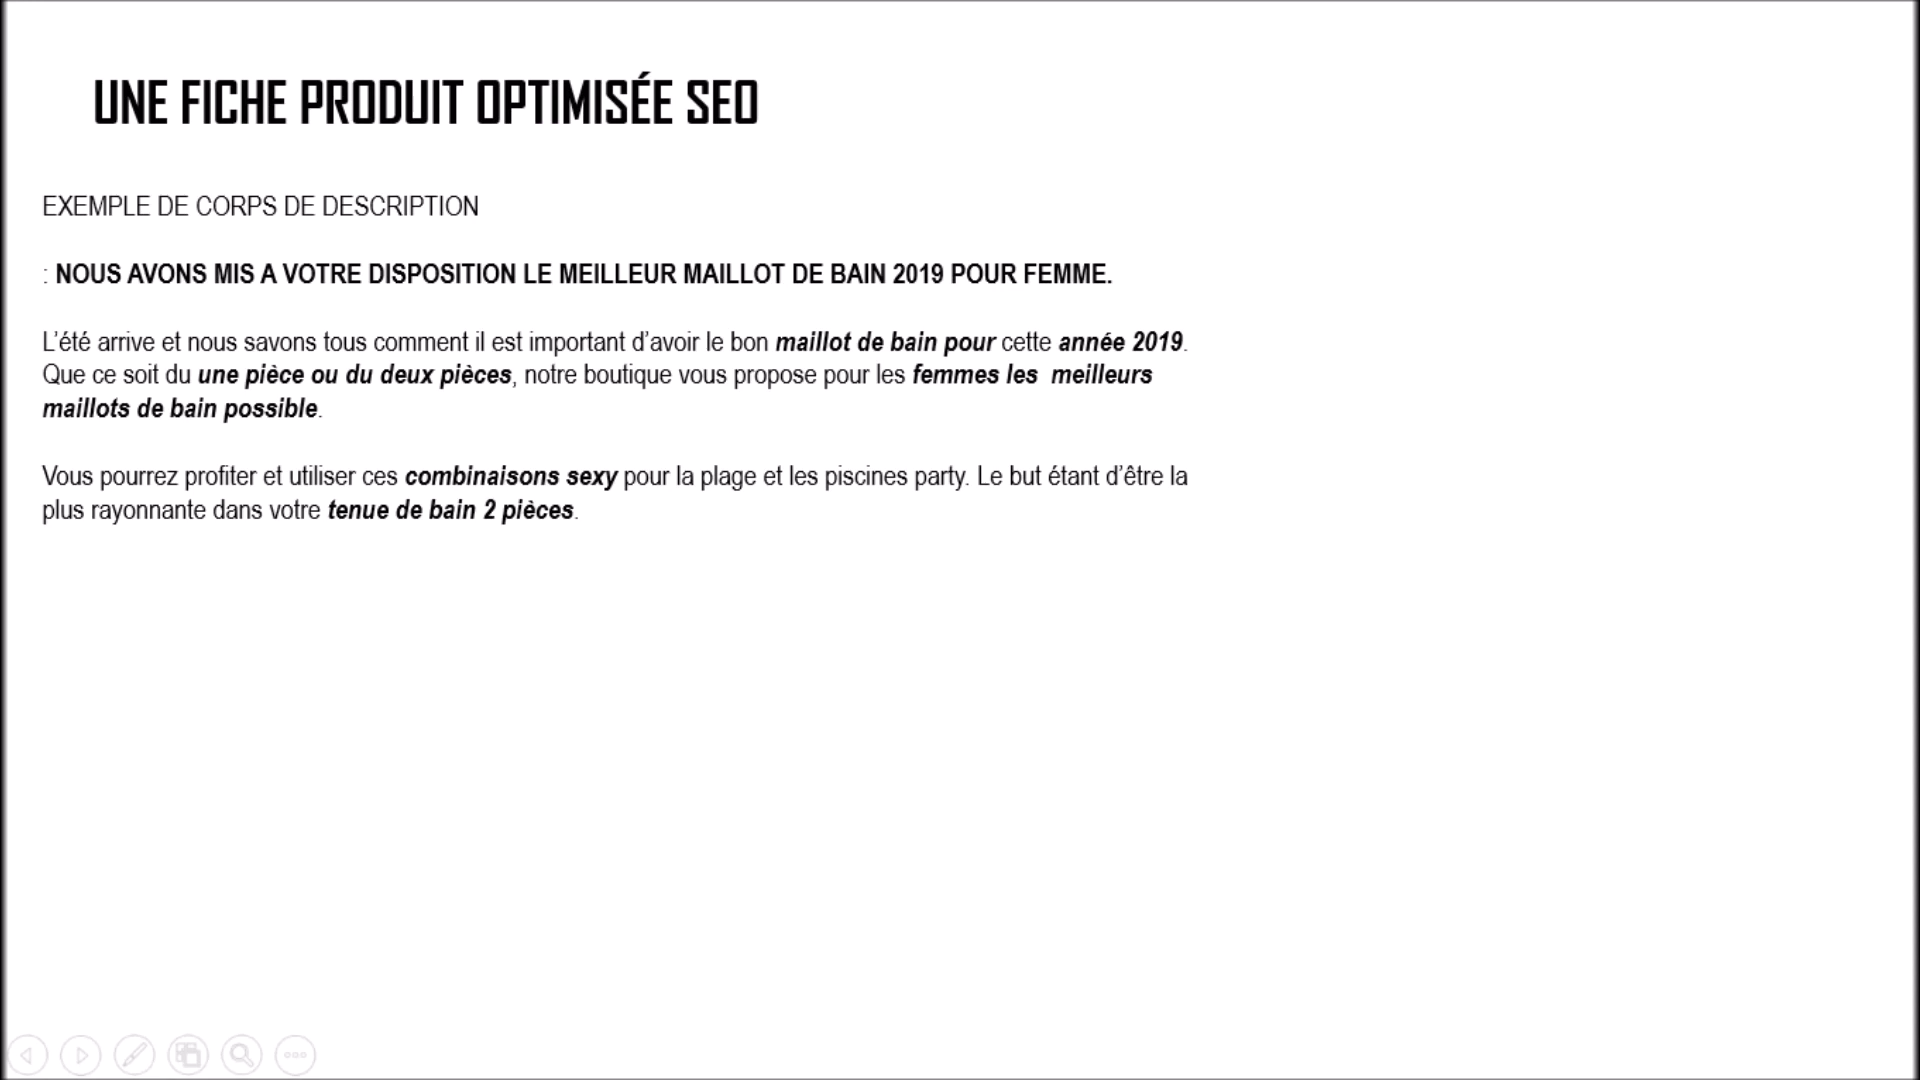 UNE FICHE PRODUIT OPTIMISÉE SEO
EXEMPLE DE CORPS DE DESCRIPTION
: NOUS AVONS MIS A VOTRE DISPOSITION LE MEILLEUR MAILLOT DE BAIN 2019 POUR FEMME.
L’été arrive et nous savons tous comment il est important d’avoir le bon maillot de bain pour cette année 2019.
Que ce soit du une pièce ou du deux pièces, notre boutique vous propose pour les femmes les  meilleurs
maillots de bain possible.
Vous pourrez profiter et utiliser ces combinaisons sexy pour la plage et les piscines party. Le but étant d’être la
plus rayonnante dans votre tenue de bain 2 pièces.